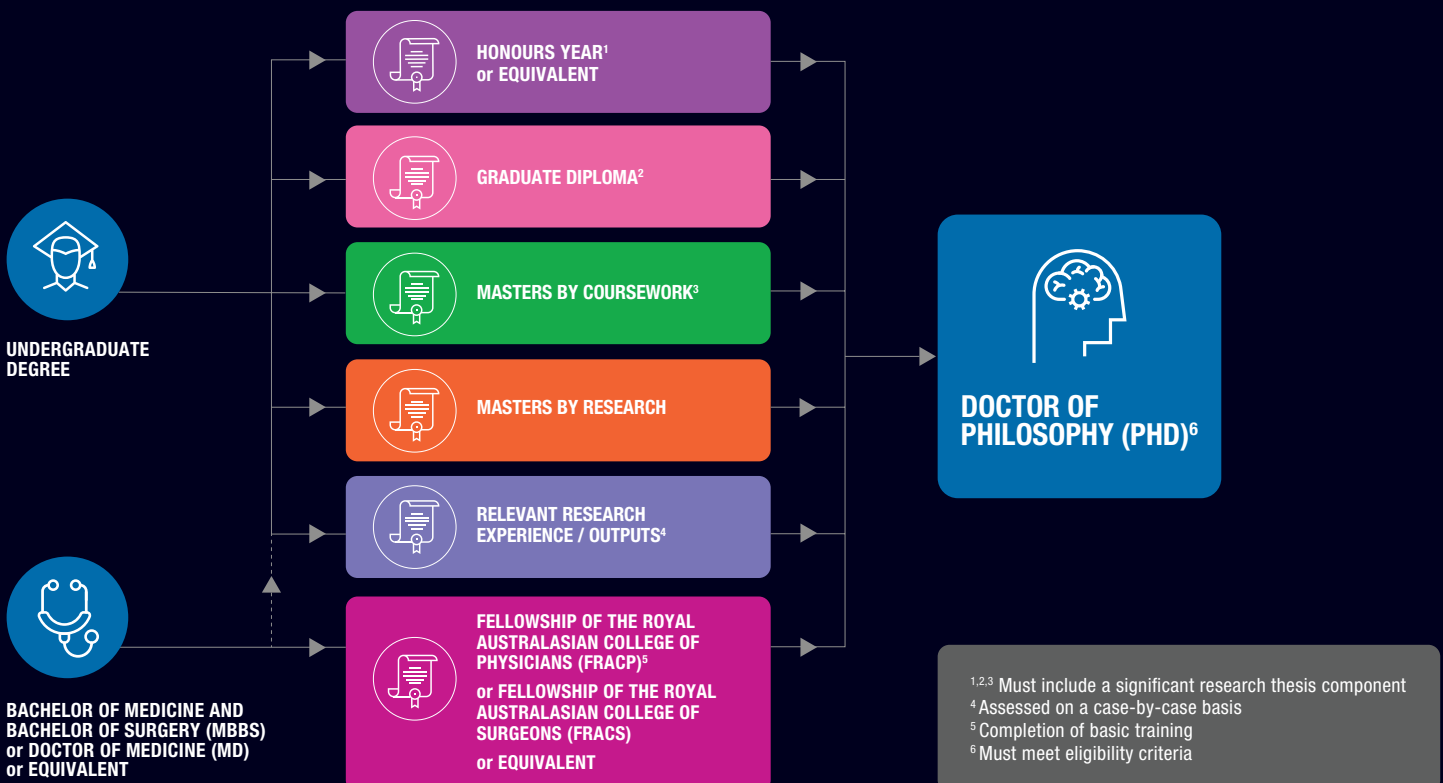 HONOURS YEAR¹
or EQUIVALENT
GRADUATE DIPLOMA²
MASTERS BY COURSEWORK³
MASTERS BY RESEARCH
RELEVANT RESEARCH
EXPERIENCE / OUTPUTS⁴
FELLOWSHIP OF THE ROYAL
AUSTRALASIAN COLLEGE OF
PHYSICIANS (FRACP)⁵
or FELLOWSHIP OF THE ROYAL
AUSTRALASIAN COLLEGE OF
SURGEONS (FRACS)
or EQUIVALENT
UNDERGRADUATE
DEGREE
BACHELOR OF MEDICINE AND
BACHELOR OF SURGERY (MBBS)
or DOCTOR OF MEDICINE (MD)
or EQUIVALENT
DOCTOR OF
PHILOSOPHY (PHD)⁶
¹,²,³ Must include a significant research thesis component
⁴ Assessed on a case-by-case basis
⁵ Completion of basic training
⁶ Must meet eligibility criteria